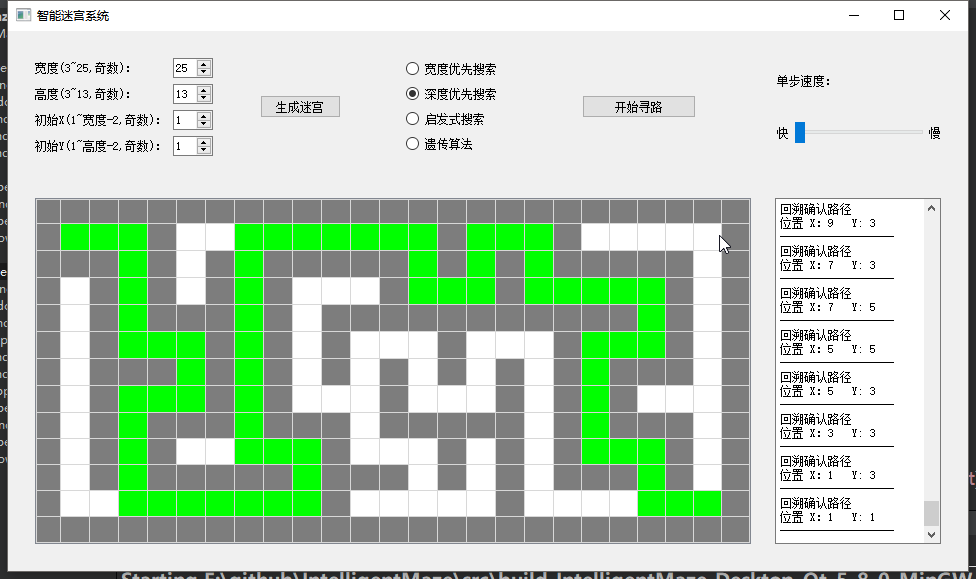 智能迷宫系统
宽度(3~25,奇数): 25
高度(3~13,奇数): 13
初始X(1~宽度-2,奇数): 1
初始Y(1~高度-2,奇数): 1
生成迷宫
宽度优先搜索
深度优先搜索
启发式搜索
遗传算法
开始寻路
单步速度:
快
慢
回溯确认路径
位置 X: 9 Y: 3
回溯确认路径
位置 X: 7 Y: 3
回溯确认路径
位置 X: 7 Y: 5
回溯确认路径
位置 X: 5 Y: 5
回溯确认路径
位置 X: 5 Y: 3
回溯确认路径
位置 X: 3 Y: 3
回溯确认路径
位置 X: 1 Y: 3
回溯确认路径
位置 X: 1 Y: 1